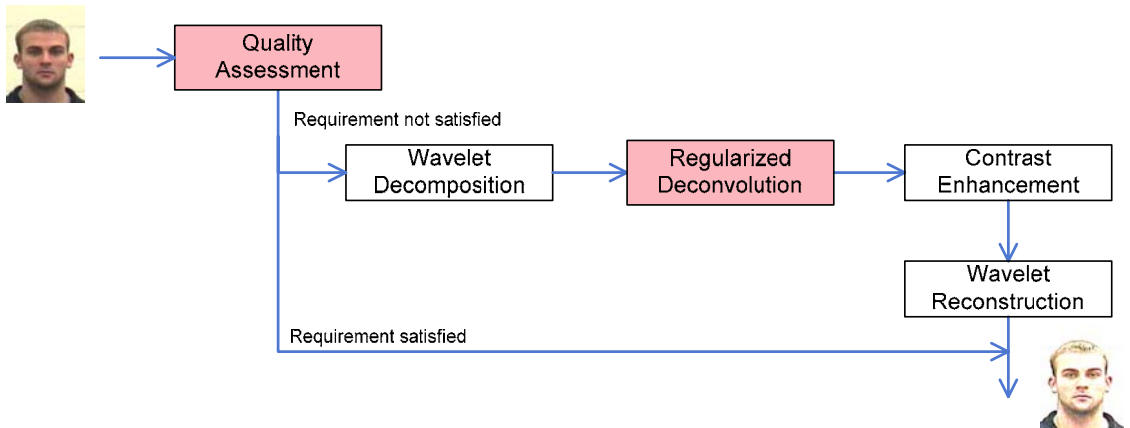 Quality
Assessment
Requirement not satisfied
Wavelet
Decomposition
Regularized
Deconvolution
Contrast
Enhancement
Wavelet
Reconstruction
Requirement satisfied